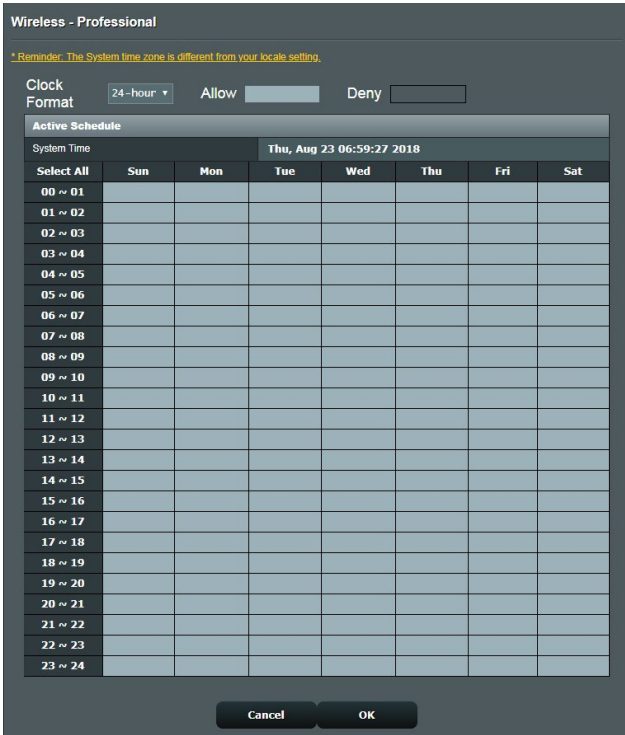 Wireless - Professional
* Reminder: The System time zone is different from your locale setting.
Clock Format 24-hour Allow Deny
Active Schedule
System Time Thu, Aug 23 06:59:27 2018
Select All Sun Mon Tue Wed Thu Fri Sat
00 ~ 01
01 ~ 02
02 ~ 03
03 ~ 04
04 ~ 05
05 ~ 06
06 ~ 07
07 ~ 08
08 ~ 09
09 ~ 10
10 ~ 11
11 ~ 12
12 ~ 13
13 ~ 14
14 ~ 15
15 ~ 16
16 ~ 17
17 ~ 18
18 ~ 19
19 ~ 20
20 ~ 21
21 ~ 22
22 ~ 23
23 ~ 24
Cancel OK